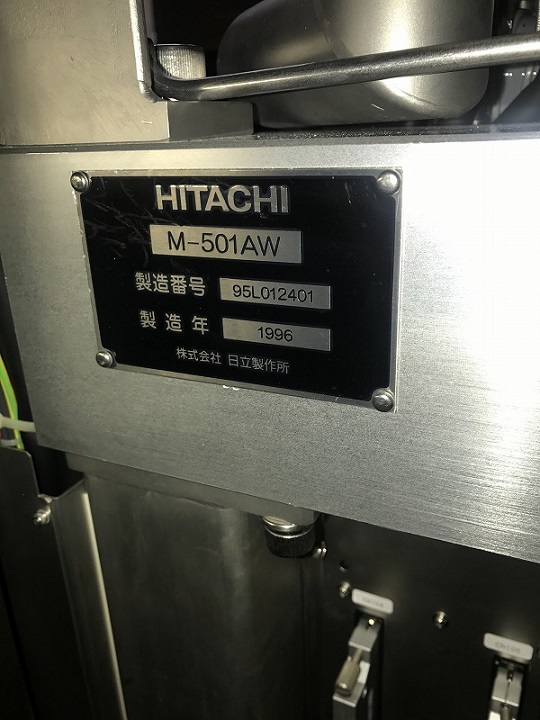 HITACHI
M-501AW
製造番号 95L012401
製造年 1996
株式会社 日立製作所